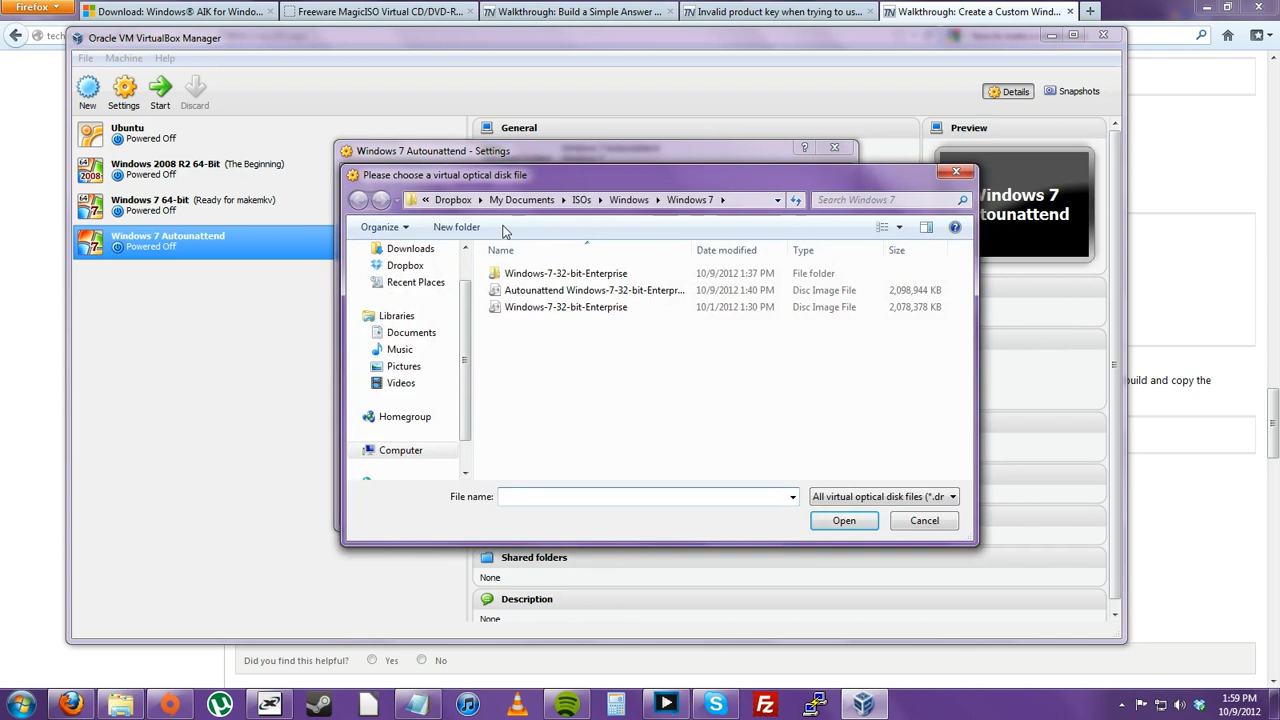 Firefox
Download: Windows® AIK for Window...
Freeware MagicISO Virtual CD/DVD-R...
Walkthrough: Build a Simple Answer ...
Invalid product key when trying to us...
Walkthrough: Create a Custom Wind...
tech
Oracle VM VirtualBox Manager
File Machine Help
New Settings Start Discard
Details Snapshots
Ubuntu
Powered Off
Windows 2008 R2 64-Bit (The Beginning)
Powered Off
Windows 7 64-bit (Ready for makemkv)
Powered Off
Windows 7 Autounattend
Powered Off
General
Preview
indows 7
tounattend
Windows 7 Autounattend - Settings
Please choose a virtual optical disk file
Dropbox My Documents ISOs Windows Windows 7
Search Windows 7
Organize New folder
Name Date modified Type Size
Windows-7-32-bit-Enterprise 10/9/2012 1:37 PM File folder
Autounattend Windows-7-32-bit-Enterpr... 10/9/2012 1:40 PM Disc Image File 2,098,944 KB
Windows-7-32-bit-Enterprise 10/1/2012 1:30 PM Disc Image File 2,078,378 KB
Downloads
Dropbox
Recent Places
Libraries
Documents
Music
Pictures
Videos
Homegroup
Computer
File name:
All virtual optical disk files (*.dr
Open Cancel
uild and copy the
Shared folders
None
Description
None
Did you find this helpful? Yes No
1:59 PM
10/9/2012